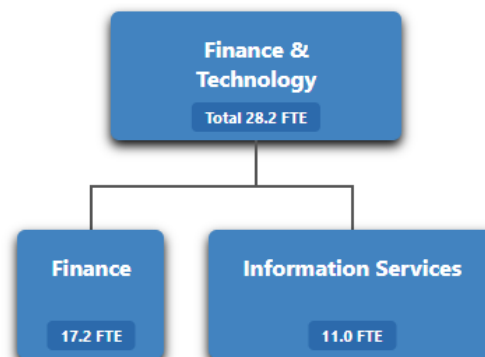 Finance &
Technology
Total 28.2 FTE
Finance
Information Services
17.2 FTE
11.0 FTE